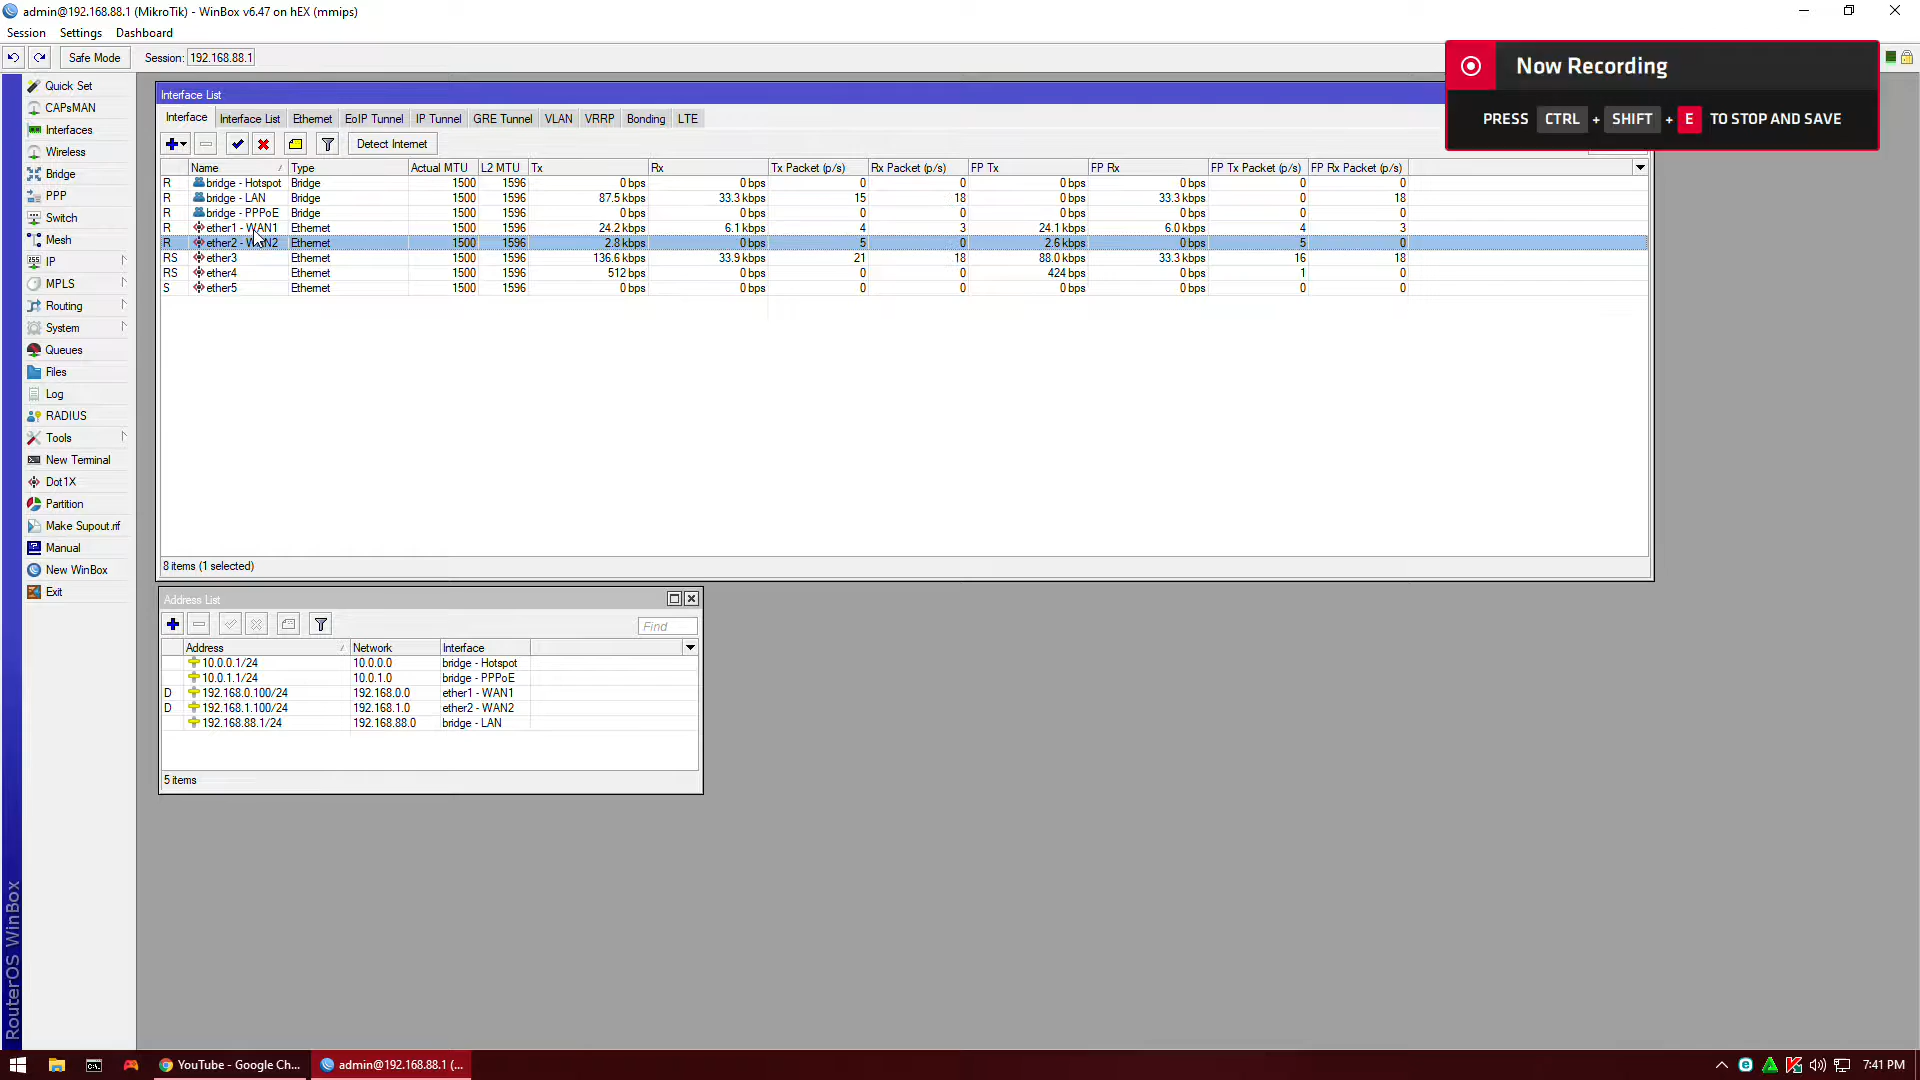 admin@192.168.88.1 (MikroTik) - WinBox v6.47 on hEX (mmips)
Session Settings Dashboard
Safe Mode Session: 192.168.88.1
Now Recording
PRESS CTRL + SHIFT + E TO STOP AND SAVE
Quick Set
CAPsMAN
Interfaces
Wireless
Bridge
PPP
Switch
Mesh
IP
MPLS
Routing
System
Queues
Files
Log
RADIUS
Tools
New Terminal
Dot1X
Partition
Make Supout.rif
Manual
New WinBox
Exit
RouterOS WinBox
Interface List
Interface Interface List Ethernet EoIP Tunnel IP Tunnel GRE Tunnel VLAN VRRP Bonding LTE
Detect Internet
Name Type Actual MTU L2 MTU Tx Rx Tx Packet (p/s) Rx Packet (p/s) FP Tx FP Rx FP Tx Packet (p/s) FP Rx Packet (p/s)
R bridge - Hotspot Bridge 1500 1596 0 bps 0 bps 0 0 0 bps 0 bps 0 0
R bridge - LAN Bridge 1500 1596 87.5 kbps 33.3 kbps 15 18 0 bps 33.3 kbps 0 18
R bridge - PPPoE Bridge 1500 1596 0 bps 0 bps 0 0 0 bps 0 bps 0 0
R ether1 - WAN1 Ethernet 1500 1596 24.2 kbps 6.1 kbps 4 3 24.1 kbps 6.0 kbps 4 3
R ether2 - WAN2 Ethernet 1500 1596 2.8 kbps 0 bps 5 0 2.6 kbps 0 bps 5 0
RS ether3 Ethernet 1500 1596 136.6 kbps 33.9 kbps 21 18 88.0 kbps 33.3 kbps 16 18
RS ether4 Ethernet 1500 1596 512 bps 0 bps 0 0 424 bps 0 bps 1 0
S ether5 Ethernet 1500 1596 0 bps 0 bps 0 0 0 bps 0 bps 0 0
8 items (1 selected)
Address List
Find
Address Network Interface
10.0.0.1/24 10.0.0.0 bridge - Hotspot
10.0.1.1/24 10.0.1.0 bridge - PPPoE
D 192.168.0.100/24 192.168.0.0 ether1 - WAN1
D 192.168.1.100/24 192.168.1.0 ether2 - WAN2
192.168.88.1/24 192.168.88.0 bridge - LAN
5 items
YouTube - Google Ch... admin@192.168.88.1 (... 7:41 PM